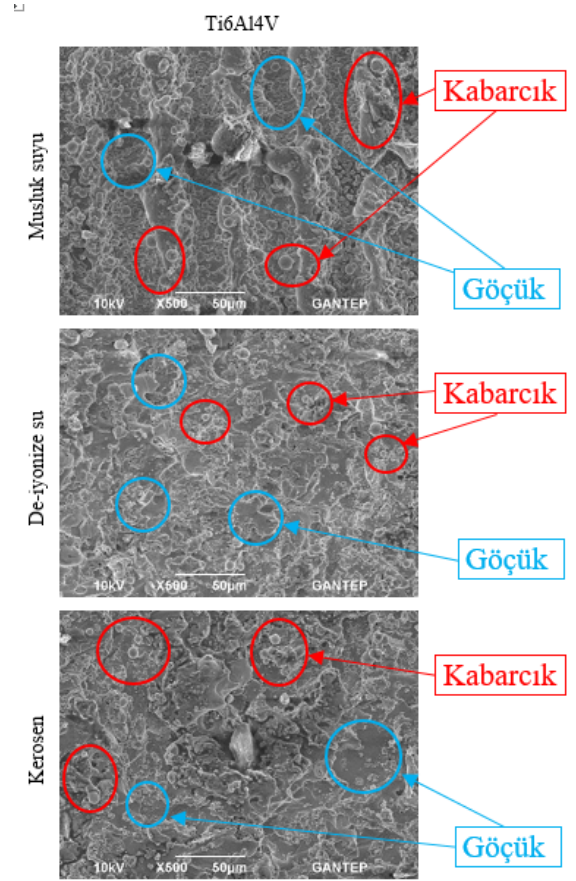 Ti6Al4V
Musluk suyu
Kabarcık
Göçük
10kV X500 50µm GANTEP
De-iyonize su
Kabarcık
Göçük
10kV X500 50µm GANTEP
Kerosen
Kabarcık
Göçük
10kV X500 50µm GANTEP